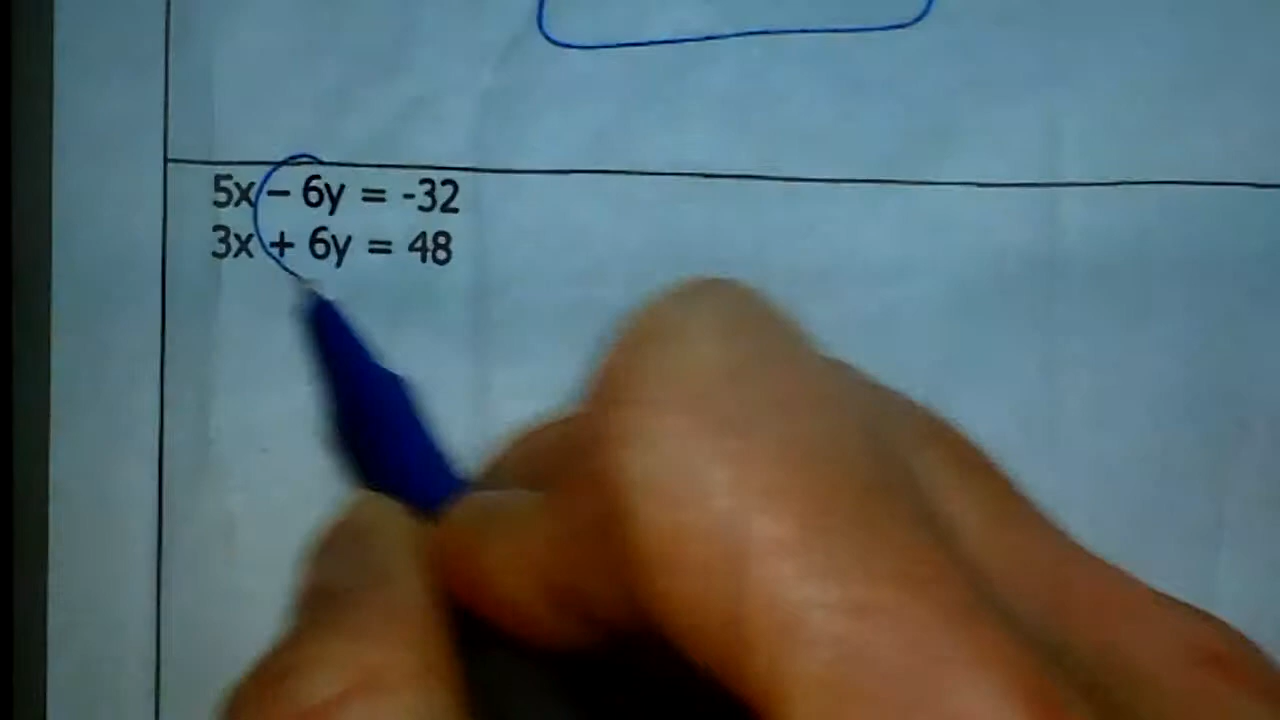 5x – 6y = -32
3x + 6y = 48